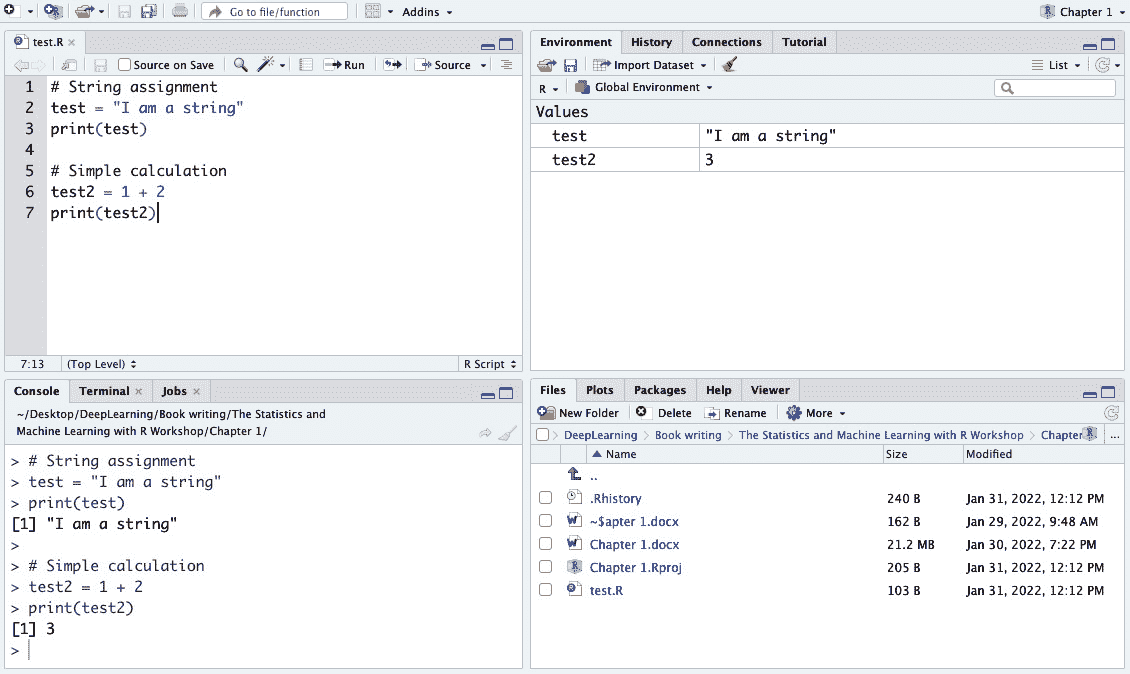 Go to file/function Addins Chapter 1
test.R
Source on Save Run Source
1 # String assignment
2 test = "I am a string"
3 print(test)
4
5 # Simple calculation
6 test2 = 1 + 2
7 print(test2)
7:13 (Top Level) R Script
Console Terminal Jobs
~/Desktop/DeepLearning/Book writing/The Statistics and
Machine Learning with R Workshop/Chapter 1/
> # String assignment
> test = "I am a string"
> print(test)
[1] "I am a string"
>
> # Simple calculation
> test2 = 1 + 2
> print(test2)
[1] 3
>
Environment History Connections Tutorial
Import Dataset List
R Global Environment
Values
test "I am a string"
test2 3
Files Plots Packages Help Viewer
New Folder Delete Rename More
DeepLearning Book writing The Statistics and Machine Learning with R Workshop Chapter ...
Name Size Modified
..
.Rhistory 240 B Jan 31, 2022, 12:12 PM
~$apter 1.docx 162 B Jan 29, 2022, 9:48 AM
Chapter 1.docx 21.2 MB Jan 30, 2022, 7:22 PM
Chapter 1.Rproj 205 B Jan 31, 2022, 12:12 PM
test.R 103 B Jan 31, 2022, 12:12 PM